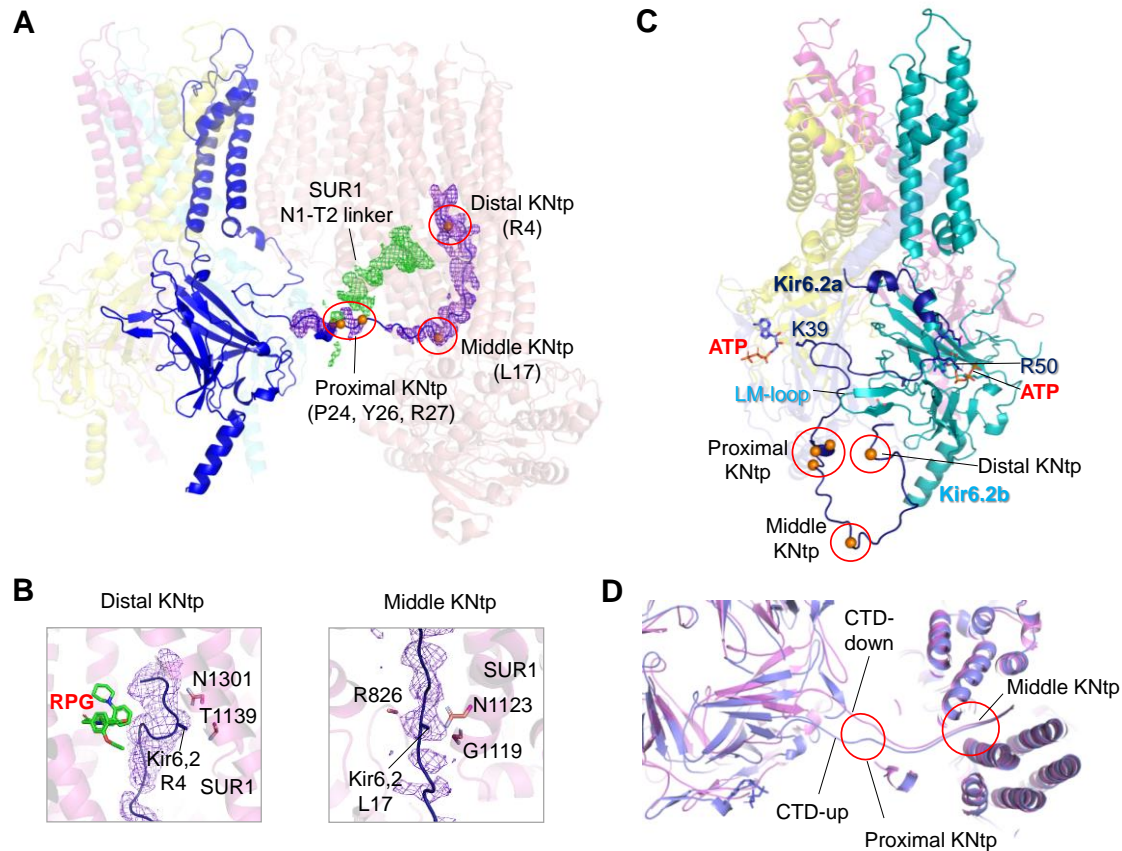 A
SUR1
N1-T2 linker
Distal KNtp
(R4)
Middle KNtp
(L17)
Proximal KNtp
(P24, Y26, R27)
C
Kir6.2a
K39
ATP
R50
ATP
LM-loop
Proximal
KNtp
Distal KNtp
Kir6.2b
Middle
KNtp
B
Distal KNtp
RPG
N1301
T1139
Kir6,2
R4
SUR1
Middle KNtp
SUR1
R826
N1123
G1119
Kir6,2
L17
D
CTD-
down
Middle KNtp
CTD-up
Proximal KNtp